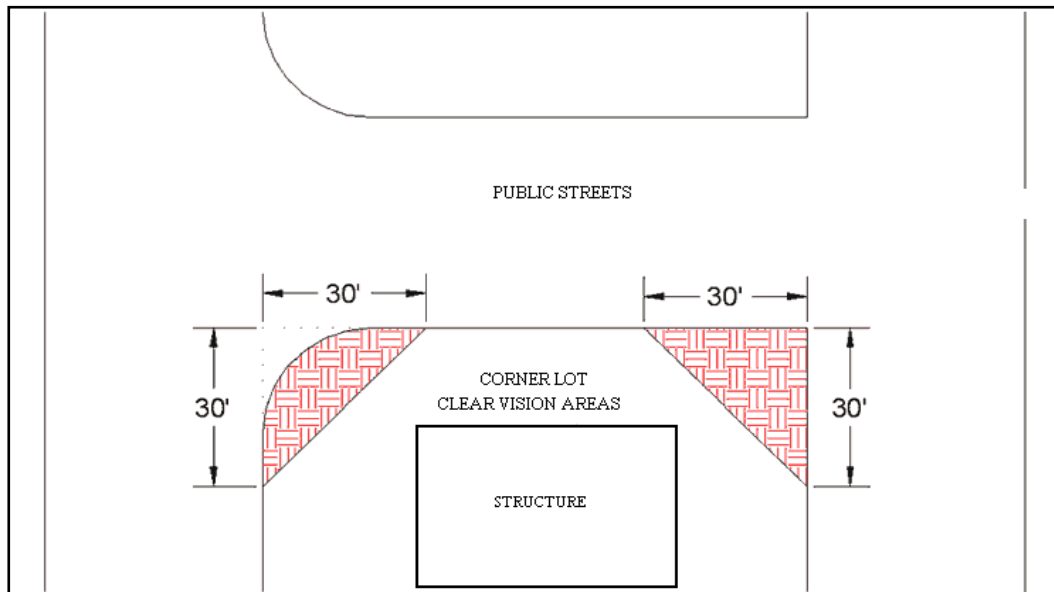 PUBLIC STREETS
30'
30'
CORNER LOT
CLEAR VISION AREAS
30'
30'
STRUCTURE